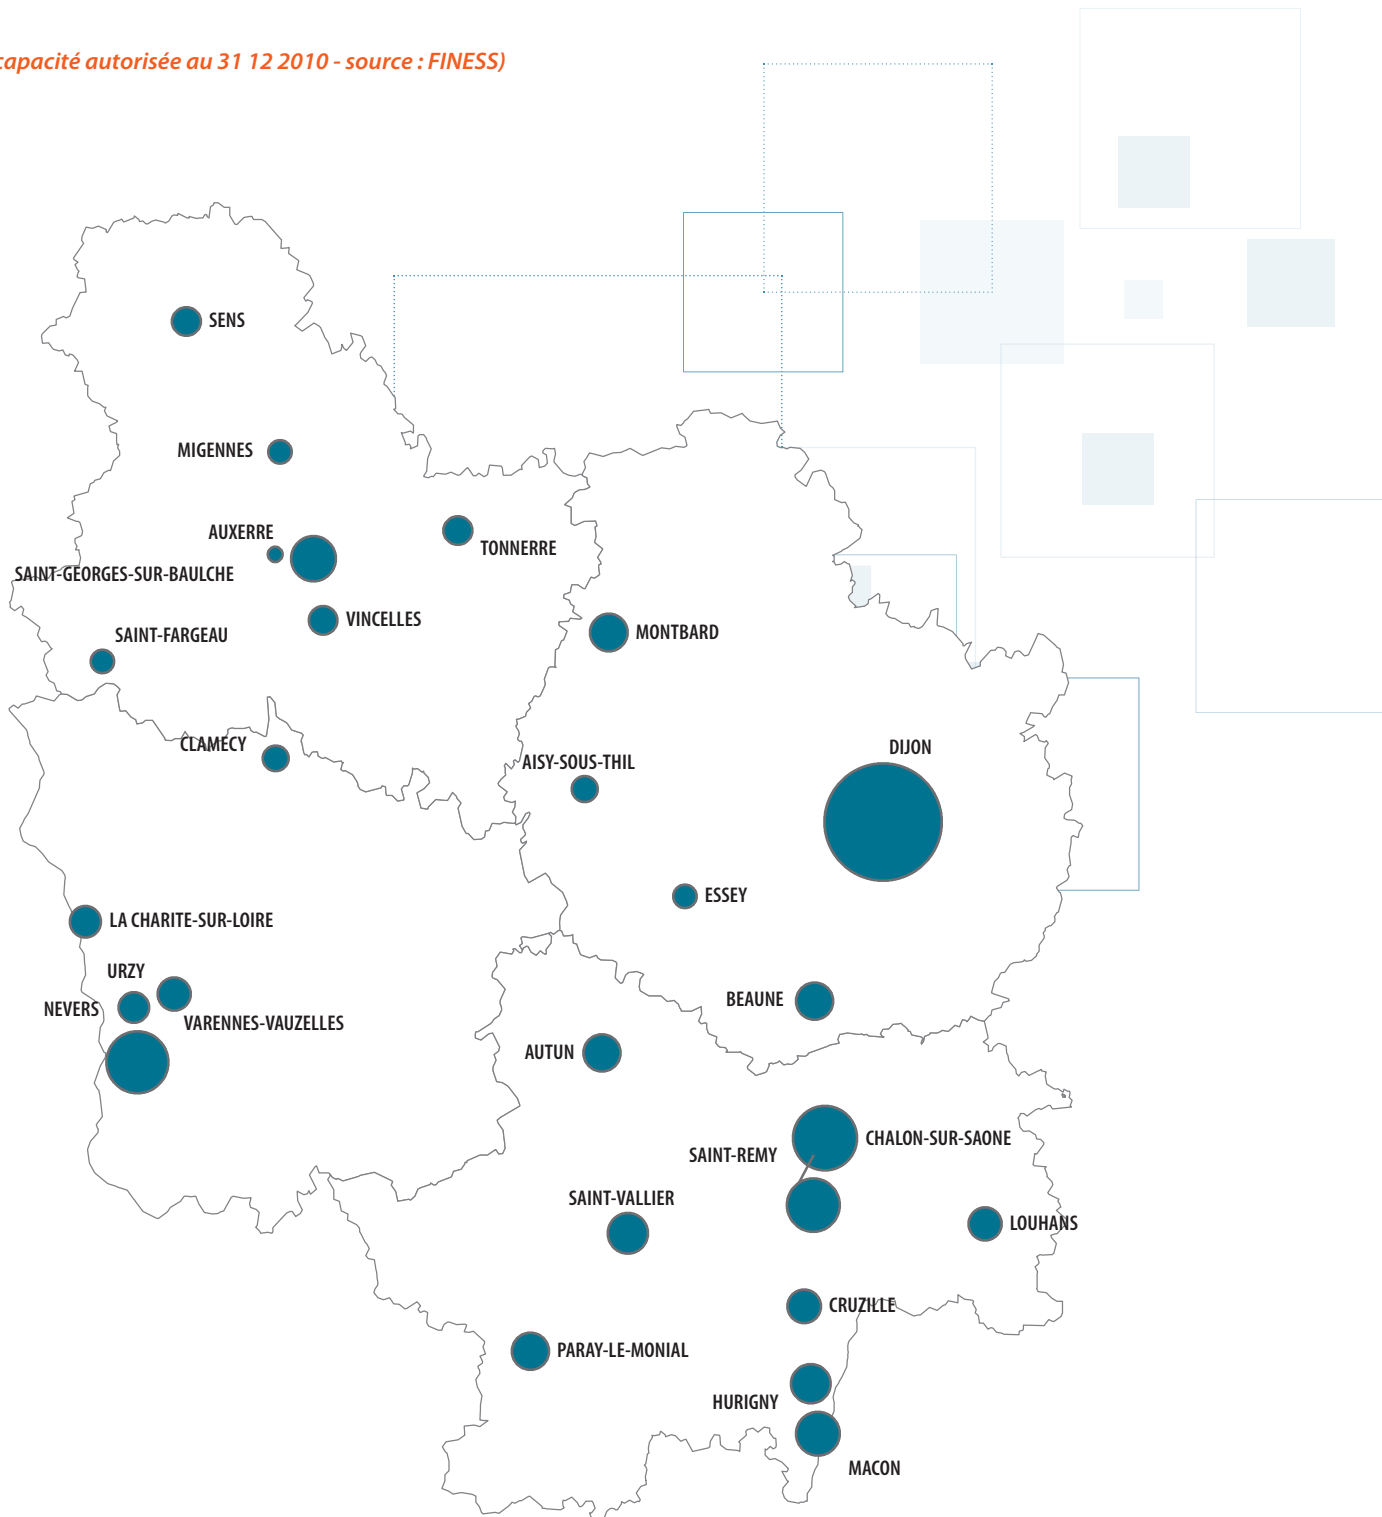 capacité autorisée au 31 12 2010 - source : FINESS)
SENS
MIGENNES
AUXERRE
TONNERRE
SAINT-GEORGES-SUR-BAULCHE
VINCELLES
SAINT-FARGEAU
MONTBARD
CLAMECY
DIJON
AISY-SOUS-THIL
ESSEY
LA CHARITE-SUR-LOIRE
URZY
NEVERS
VARENNES-VAUZELLES
BEAUNE
AUTUN
CHALON-SUR-SAONE
SAINT-REMY
SAINT-VALLIER
LOUHANS
CRUZILLE
PARAY-LE-MONIAL
HURIGNY
MACON